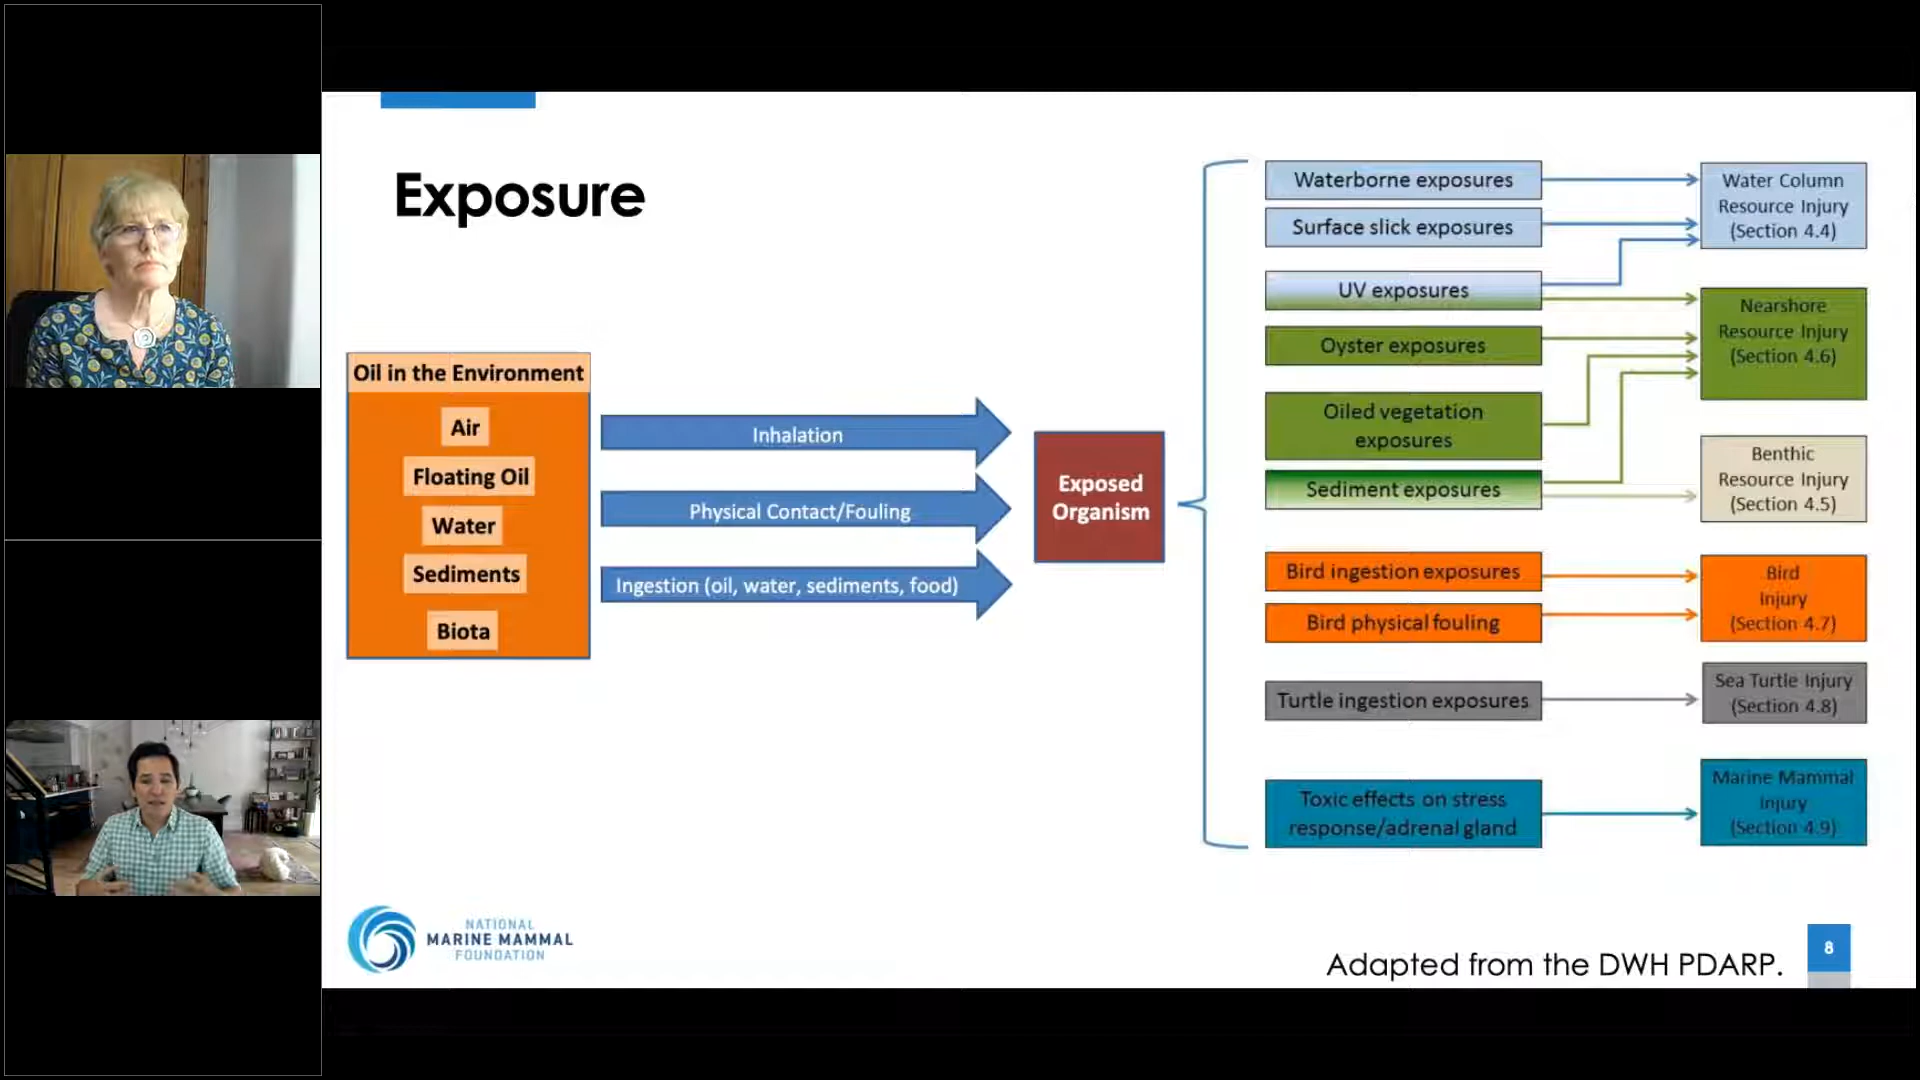 Exposure
Oil in the Environment
Air
Floating Oil
Water
Sediments
Biota
Inhalation
Physical Contact/Fouling
Ingestion (oil, water, sediments, food)
Exposed
Organism
Waterborne exposures
Surface slick exposures
UV exposures
Oyster exposures
Oiled vegetation
exposures
Sediment exposures
Bird ingestion exposures
Bird physical fouling
Turtle ingestion exposures
Toxic effects on stress
response/adrenal gland
Water Column
Resource Injury
(Section 4.4)
Nearshore
Resource Injury
(Section 4.6)
Benthic
Resource Injury
(Section 4.5)
Bird
Injury
(Section 4.7)
Sea Turtle Injury
(Section 4.8)
Marine Mammal
Injury
(Section 4.9)
NATIONAL
MARINE MAMMAL
FOUNDATION
Adapted from the DWH PDARP.
8